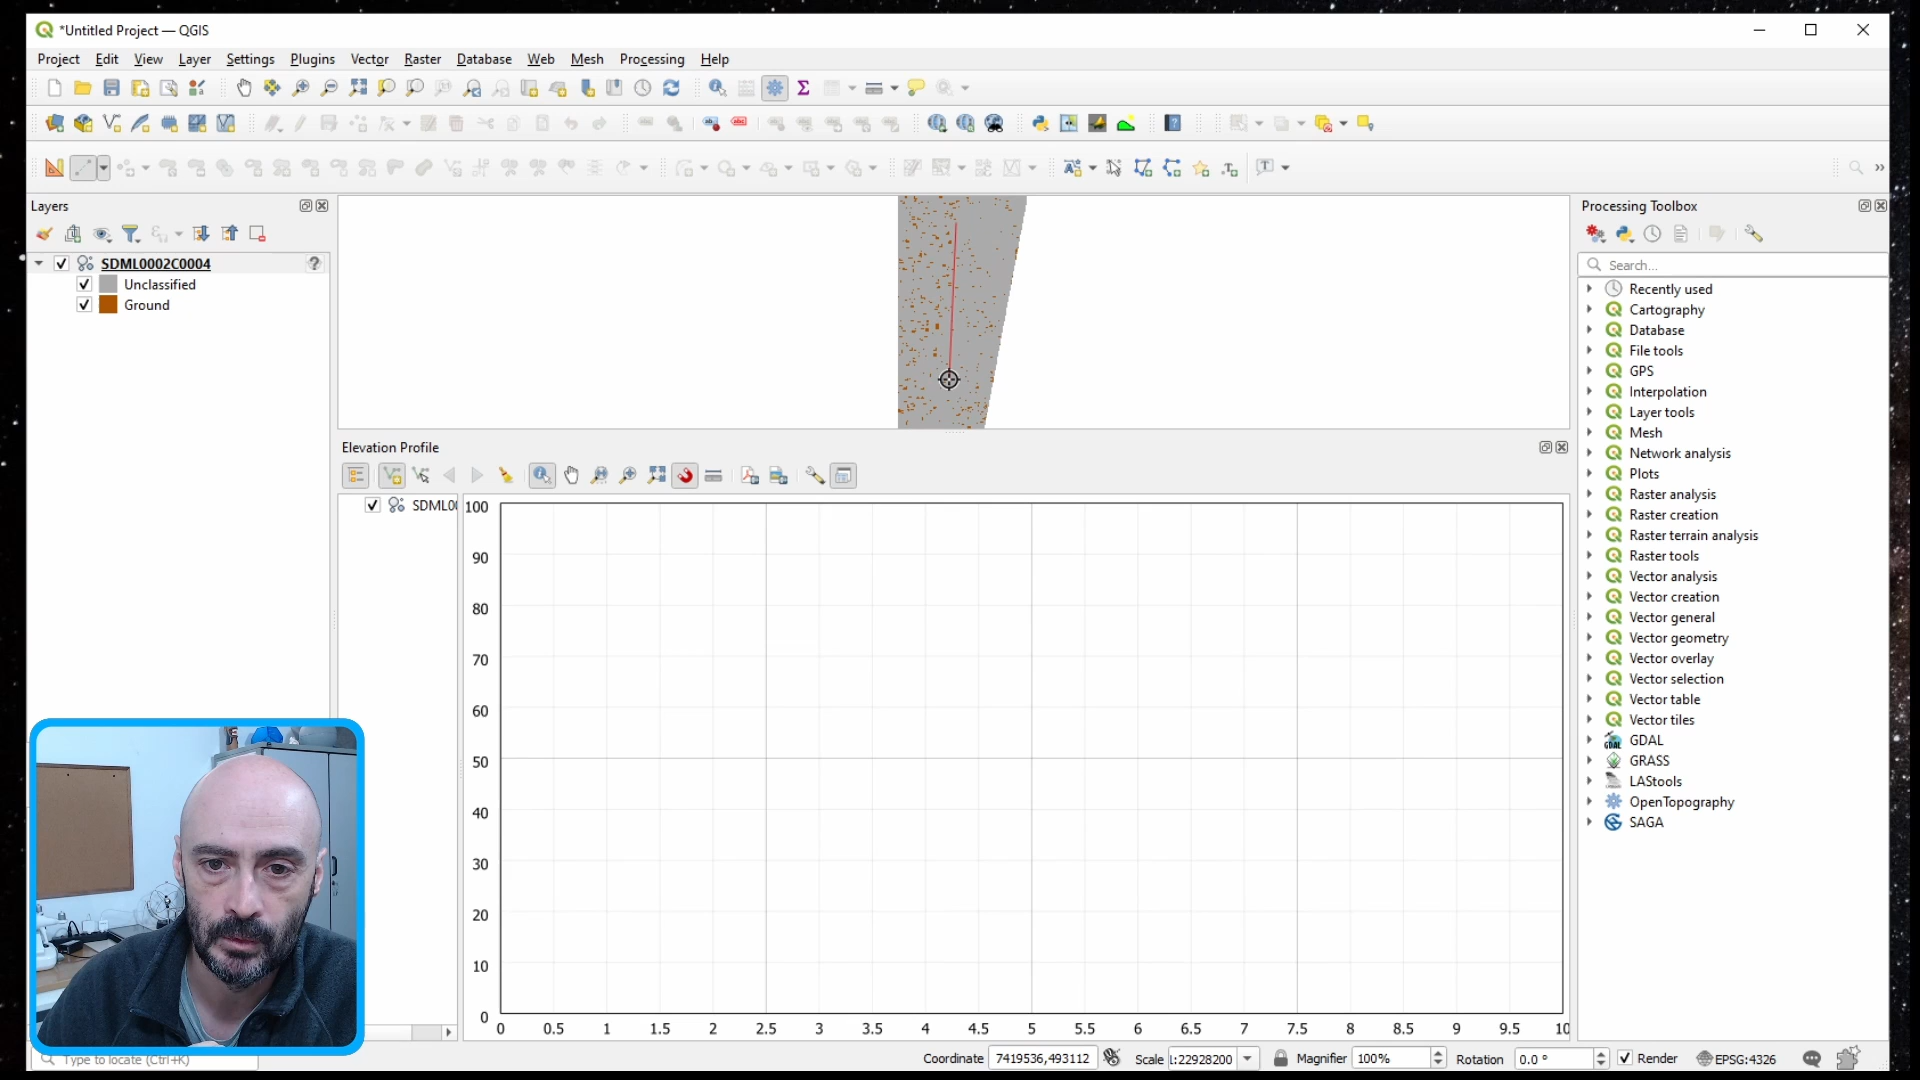 *Untitled Project — QGIS
Project Edit View Layer Settings Plugins Vector Raster Database Web Mesh Processing Help
Layers
SDML0002C0004
?
Unclassified
Ground
Elevation Profile
SDML00
100
90
80
70
60
50
40
30
20
10
0
0 0.5 1 1.5 2 2.5 3 3.5 4 4.5 5 5.5 6 6.5 7 7.5 8 8.5 9 9.5 10
Processing Toolbox
Search...
Recently used
Cartography
Database
File tools
GPS
Interpolation
Layer tools
Mesh
Network analysis
Plots
Raster analysis
Raster creation
Raster terrain analysis
Raster tools
Vector analysis
Vector creation
Vector general
Vector geometry
Vector overlay
Vector selection
Vector table
Vector tiles
GDAL
GRASS
LAStools
OpenTopography
SAGA
Type to locate (Ctrl+K)
Coordinate 7419536,493112 Scale 1:22928200 Magnifier 100% Rotation 0.0 ° Render EPSG:4326